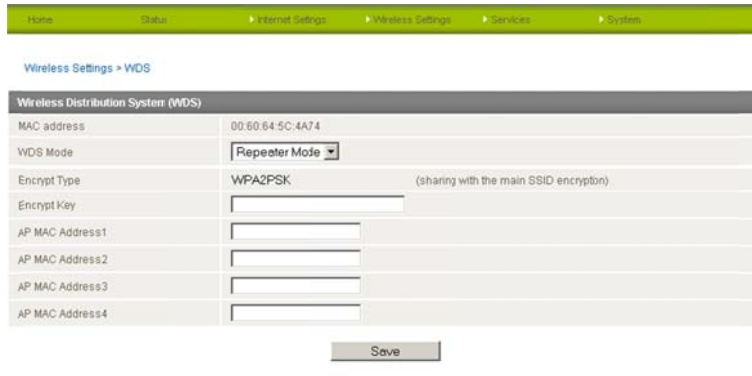 Home Status Internet Settings Wireless Settings Services System
Wireless Settings > WDS
Wireless Distribution System (WDS)
MAC address 00:60:64:5C:4A74
WDS Mode Repeater Mode
Encrypt Type WPA2PSK (sharing with the main SSID encryption)
Encrypt Key
AP MAC Address1
AP MAC Address2
AP MAC Address3
AP MAC Address4
Save